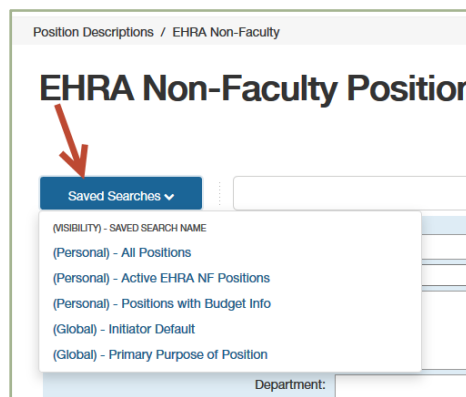 Position Descriptions / EHRA Non-Faculty
EHRA Non-Faculty Position
Saved Searches
(VISIBILITY) - SAVED SEARCH NAME
(Personal) - All Positions
(Personal) - Active EHRA NF Positions
(Personal) - Positions with Budget Info
(Global) - Initiator Default
(Global) - Primary Purpose of Position
Department: